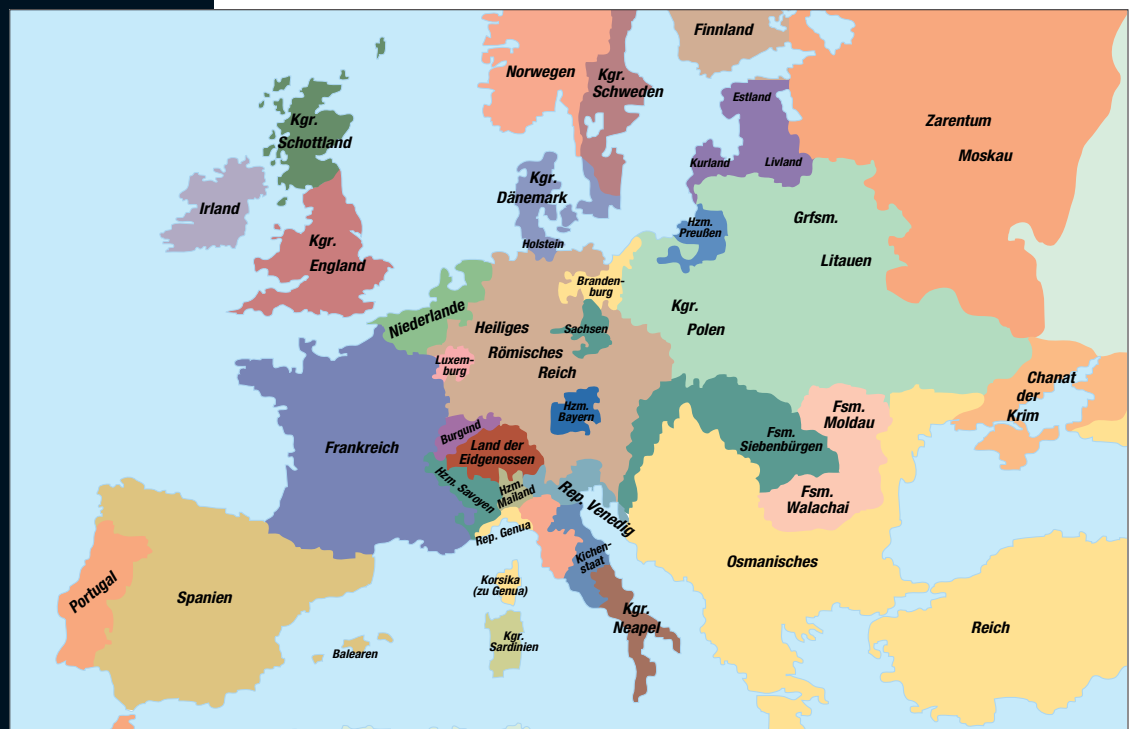 Finnland
Norwegen
Kgr.
Schweden
Estland
Zarentum
Moskau
Kgr.
Schottland
Kurland
Livland
Irland
Kgr.
Dänemark
Holstein
Hzm.
Preußen
Grfsm.
Litauen
Kgr.
England
Branden-
burg
Niederlande
Heiliges
Römisches
Reich
Sachsen
Kgr.
Polen
Luxem-
burg
Hzm.
Bayern
Chanat
der
Krim
Fsm.
Moldau
Burgund
Land der
Eidgenossen
Frankreich
Fsm.
Siebenbürgen
Hzm. Savoyen
Hzm.
Mailand
Rep. Venedig
Fsm.
Walachai
Rep. Genua
Kichen-
staat
Osmanisches
Reich
Portugal
Spanien
Korsika
(zu Genua)
Kgr.
Neapel
Kgr.
Sardinien
Balearen